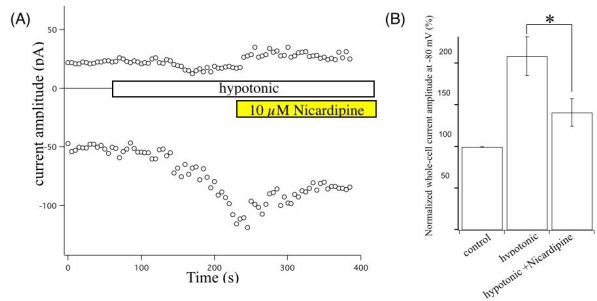 (A)
50
0
-50
-100
current amplitude (pA)
hypotonic
10 µM Nicardipine
0
100
200
300
400
Time (s)
(B)
*
200
150
100
50
Normalized whole-cell current amplitude at -80 mV (%)
control
hypotonic
hypotonic +Nicardipine